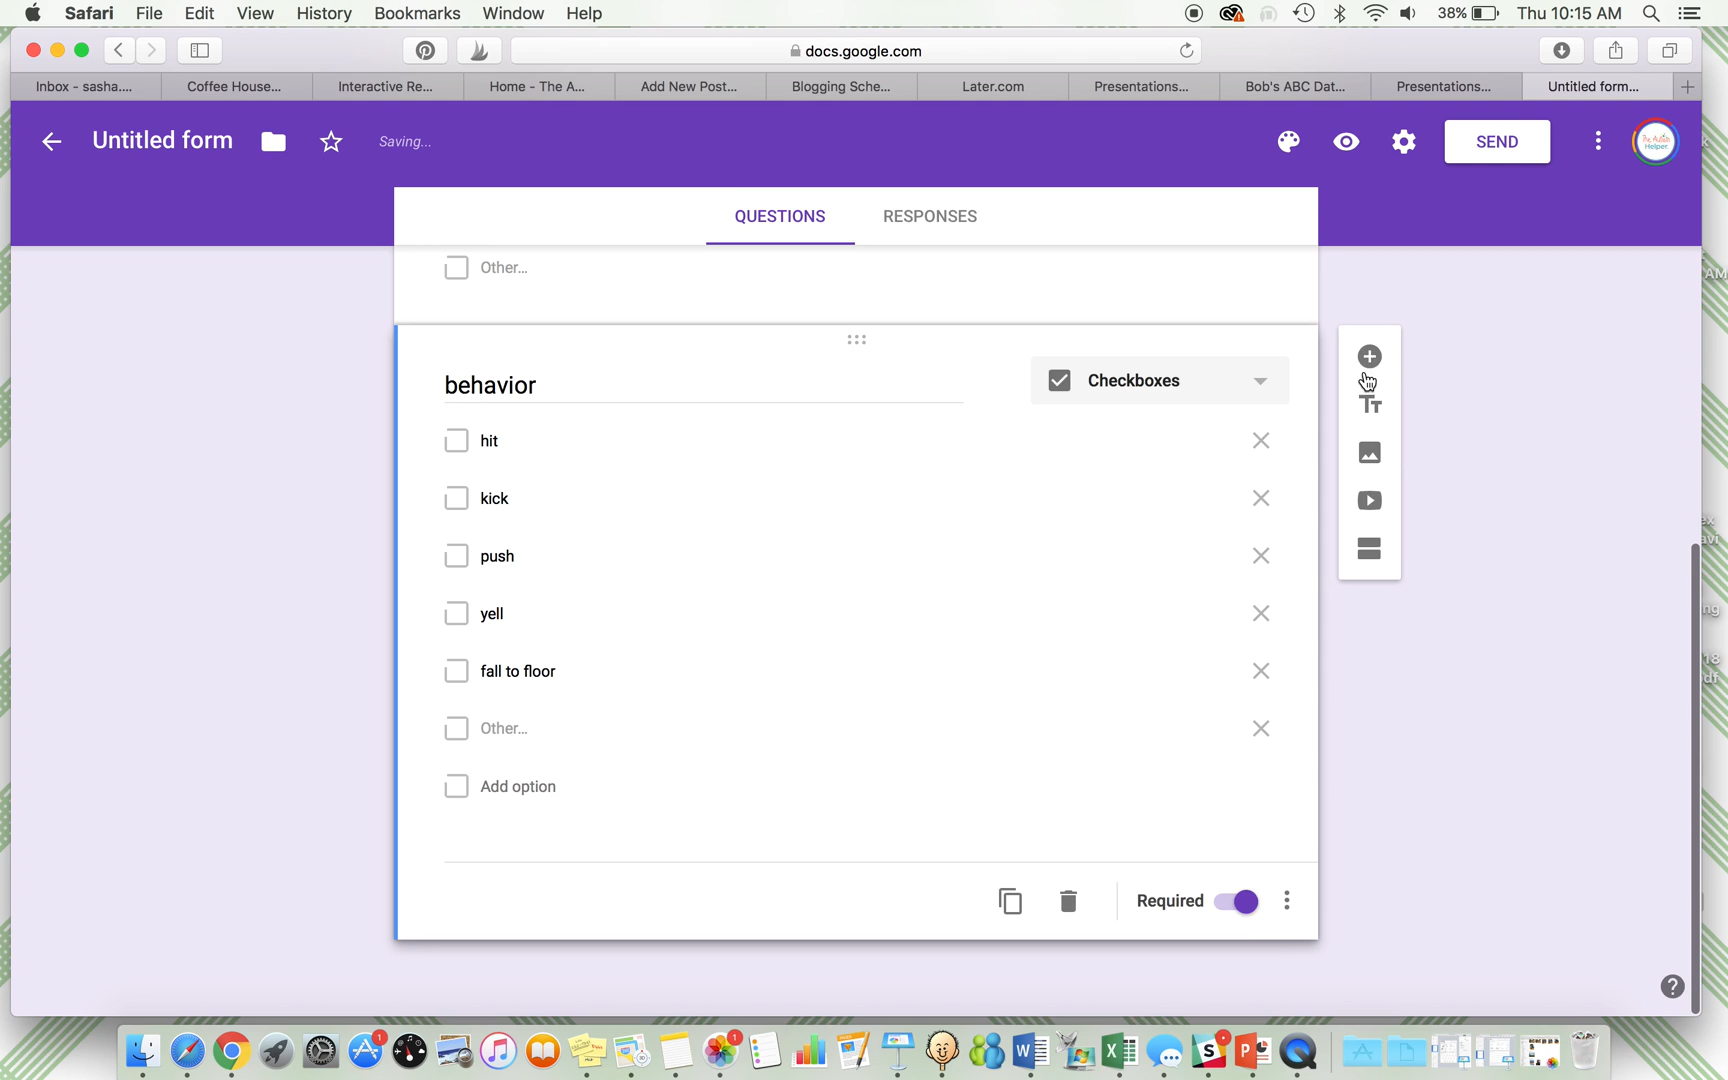 Safari File Edit View History Bookmarks Window Help 38% Thu 10:15 AM
docs.google.com
Inbox - sasha.... Coffee House... Interactive Re... Home - The A... Add New Post... Blogging Sche... Later.com Presentations... Bob's ABC Dat... Presentations... Untitled form...
Untitled form Saving... SEND The Autism Helper
QUESTIONS RESPONSES
Other...
behavior Checkboxes
hit
kick
push
yell
fall to floor
Other...
Add option
Required